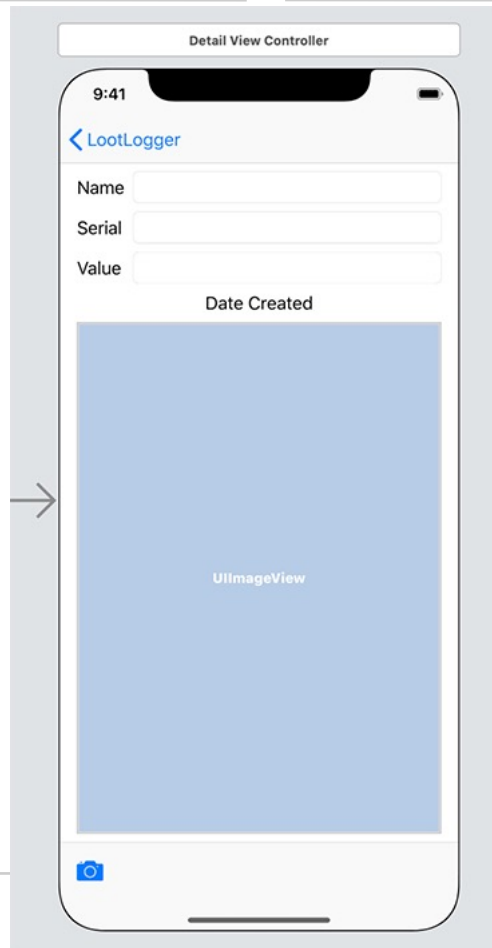 Detail View Controller
9:41
LootLogger
Name
Serial
Value
Date Created
UIImageView